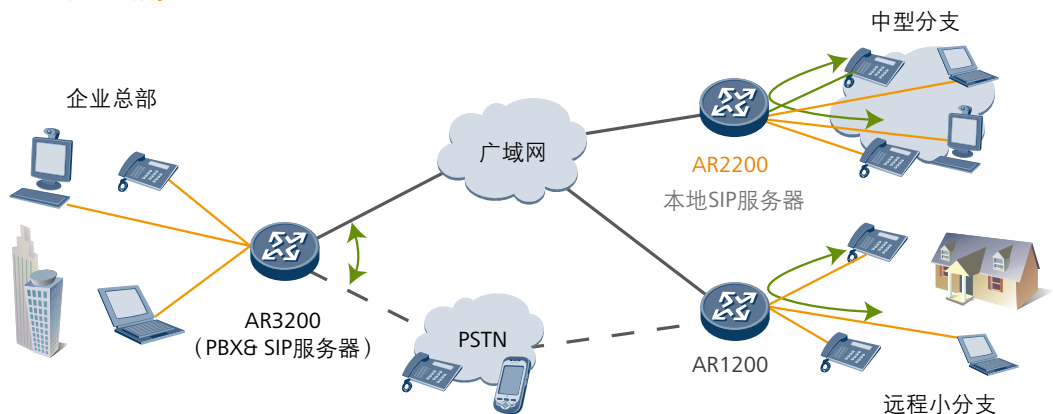 中型分支
企业总部
广域网
AR2200
本地SIP服务器
AR3200
（PBX& SIP服务器）
PSTN
AR1200
远程小分支